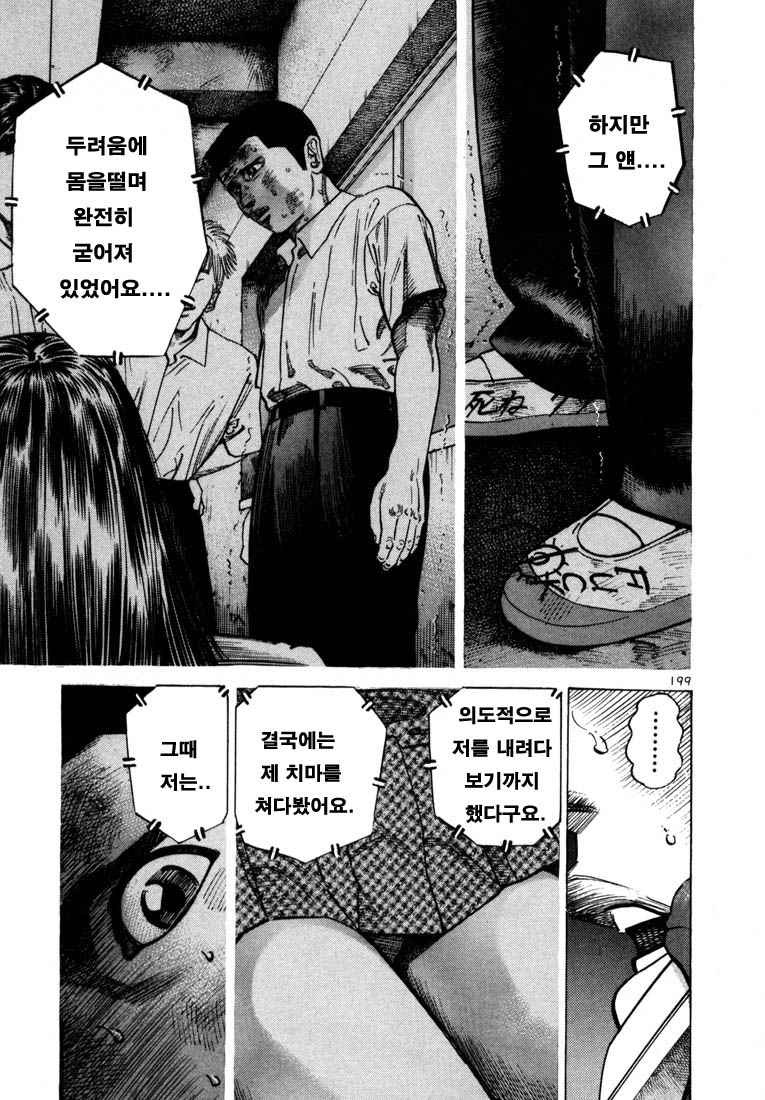 하지만
그 앤....
死ね
두려움에
몸을떨며
완전히
굳어져
있었어요....
199
........
의도적으로
저를 내려다
보기까지
했다구요.
결국에는
제 치마를
쳐다봤어요.
그때
저는..